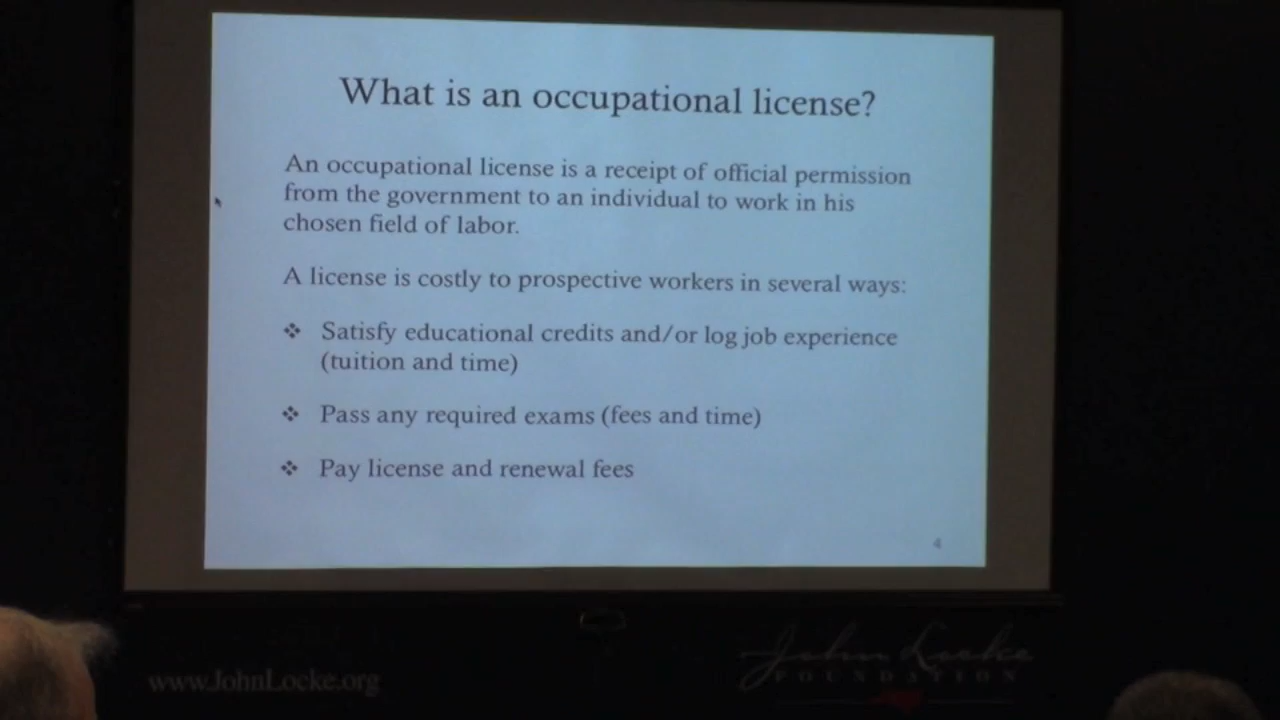 What is an occupational license?
An occupational license is a receipt of official permission
from the government to an individual to work in his
chosen field of labor.
A license is costly to prospective workers in several ways:
❖ Satisfy educational credits and/or log job experience
(tuition and time)
❖ Pass any required exams (fees and time)
❖ Pay license and renewal fees
4
www.JohnLocke.org
John Locke
FOUNDATION